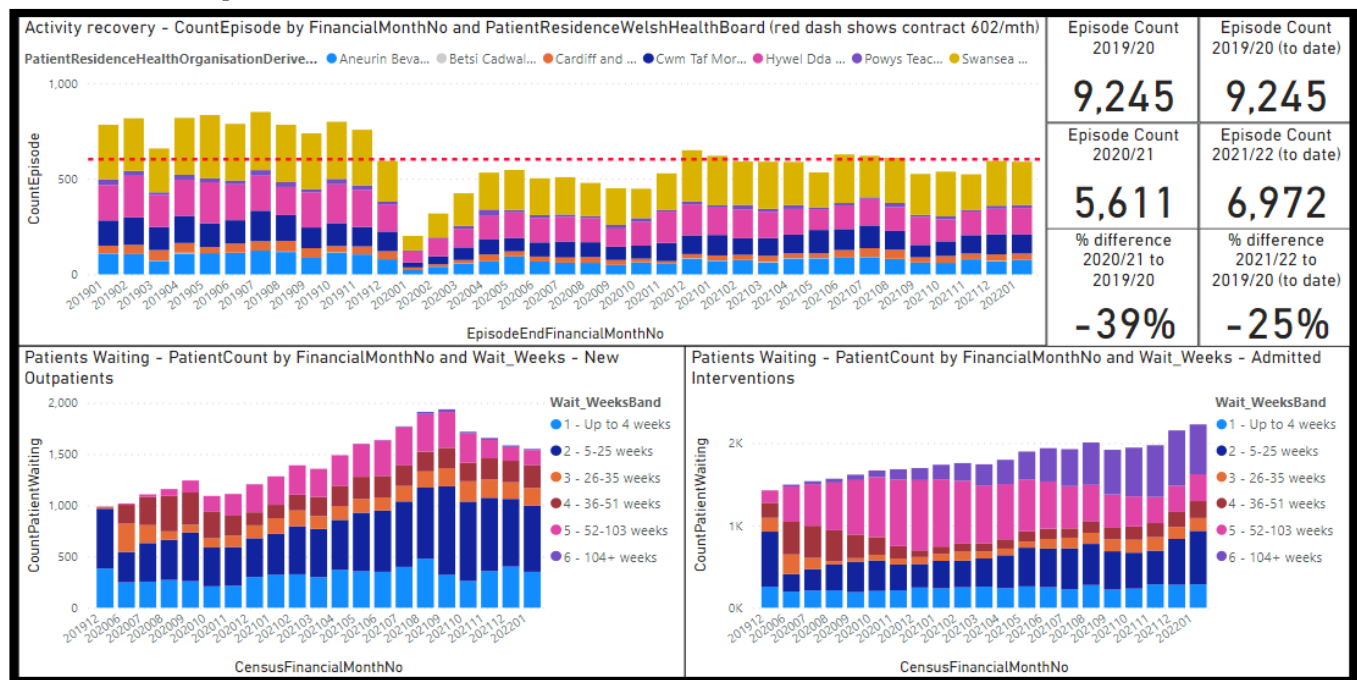 Activity recovery - CountEpisode by FinancialMonthNo and PatientResidenceWelshHealthBoard (red dash shows contract 602/mth)
PatientResidenceHealthOrganisationDerive... Aneurin Beva... Betsi Cadwal... Cardiff and ... Cwm Taf Mor... Hywel Dda ... Powys Teac... Swansea ...
1,000
500
0
CountEpisode
201901 201902 201903 201904 201905 201906 201907 201908 201909 201910 201911 201912 202001 202002 202003 202004 202005 202006 202007 202008 202009 202010 202011 202012 202101 202102 202103 202104 202105 202106 202107 202108 202109 202110 202111 202112 202201
EpisodeEndFinancialMonthNo
Episode Count
2019/20
9,245
Episode Count
2019/20 (to date)
9,245
Episode Count
2020/21
5,611
Episode Count
2021/22 (to date)
6,972
% difference
2020/21 to
2019/20
-39%
% difference
2021/22 to
2019/20 (to date)
-25%
Patients Waiting - PatientCount by FinancialMonthNo and Wait_Weeks - New
Outpatients
2,000
1,500
1,000
500
0
CountPatientWaiting
201912 202006 202007 202008 202009 202010 202011 202012 202101 202102 202103 202104 202105 202106 202107 202108 202109 202110 202111 202112 202201
CensusFinancialMonthNo
Wait_WeeksBand
1 - Up to 4 weeks
2 - 5-25 weeks
3 - 26-35 weeks
4 - 36-51 weeks
5 - 52-103 weeks
6 - 104+ weeks
Patients Waiting - PatientCount by FinancialMonthNo and Wait_Weeks - Admitted
Interventions
2K
1K
0K
CountPatientWaiting
201912 202006 202007 202008 202009 202010 202011 202012 202101 202102 202103 202104 202105 202106 202107 202108 202109 202110 202111 202112 202201
CensusFinancialMonthNo
Wait_WeeksBand
1 - Up to 4 weeks
2 - 5-25 weeks
3 - 26-35 weeks
4 - 36-51 weeks
5 - 52-103 weeks
6 - 104+ weeks